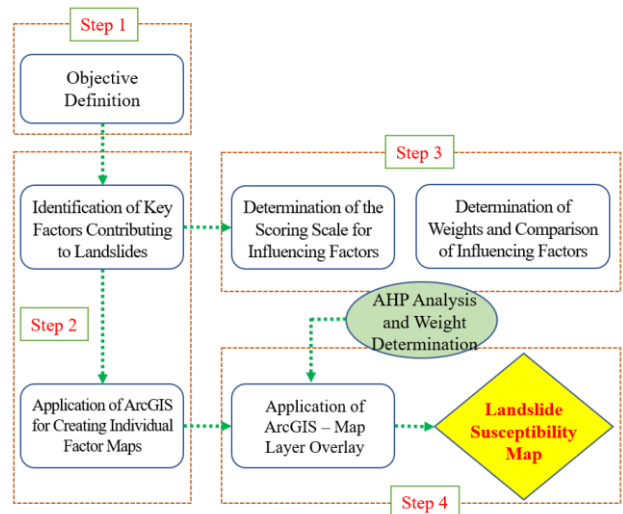 Step 1
Objective
Definition
Step 3
Identification of Key
Factors Contributing
to Landslides
Determination of the
Scoring Scale for
Influencing Factors
Determination of
Weights and Comparison
of Influencing Factors
Step 2
AHP Analysis
and Weight
Determination
Application of ArcGIS
for Creating Individual
Factor Maps
Application of
ArcGIS – Map
Layer Overlay
Landslide
Susceptibility
Map
Step 4